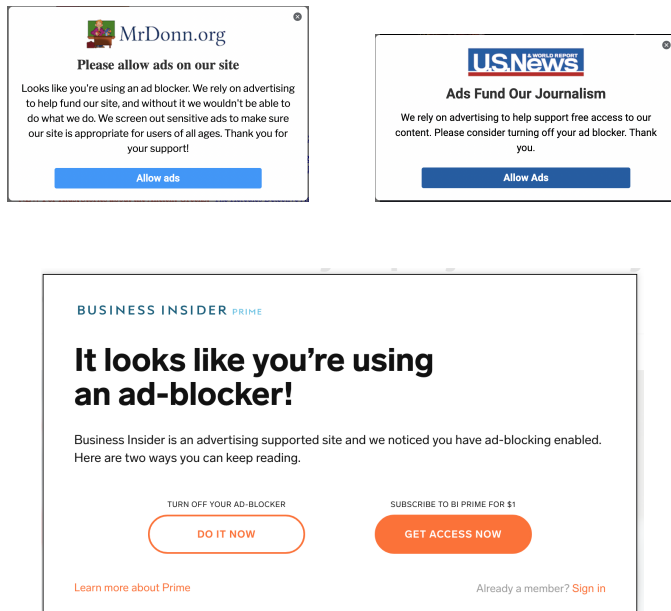 MrDonn.org
Please allow ads on our site
Looks like you're using an ad blocker. We rely on advertising
to help fund our site, and without it we wouldn't be able to
do what we do. We screen out sensitive ads to make sure
our site is appropriate for users of all ages. Thank you for
your support!
Allow ads
U.S.News
& WORLD REPORT
Ads Fund Our Journalism
We rely on advertising to help support free access to our
content. Please consider turning off your ad blocker. Thank
you.
Allow Ads
BUSINESS INSIDER PRIME
It looks like you’re using
an ad-blocker!
Business Insider is an advertising supported site and we noticed you have ad-blocking enabled.
Here are two ways you can keep reading.
TURN OFF YOUR AD-BLOCKER
DO IT NOW
SUBSCRIBE TO BI PRIME FOR $1
GET ACCESS NOW
Learn more about Prime
Already a member? Sign in